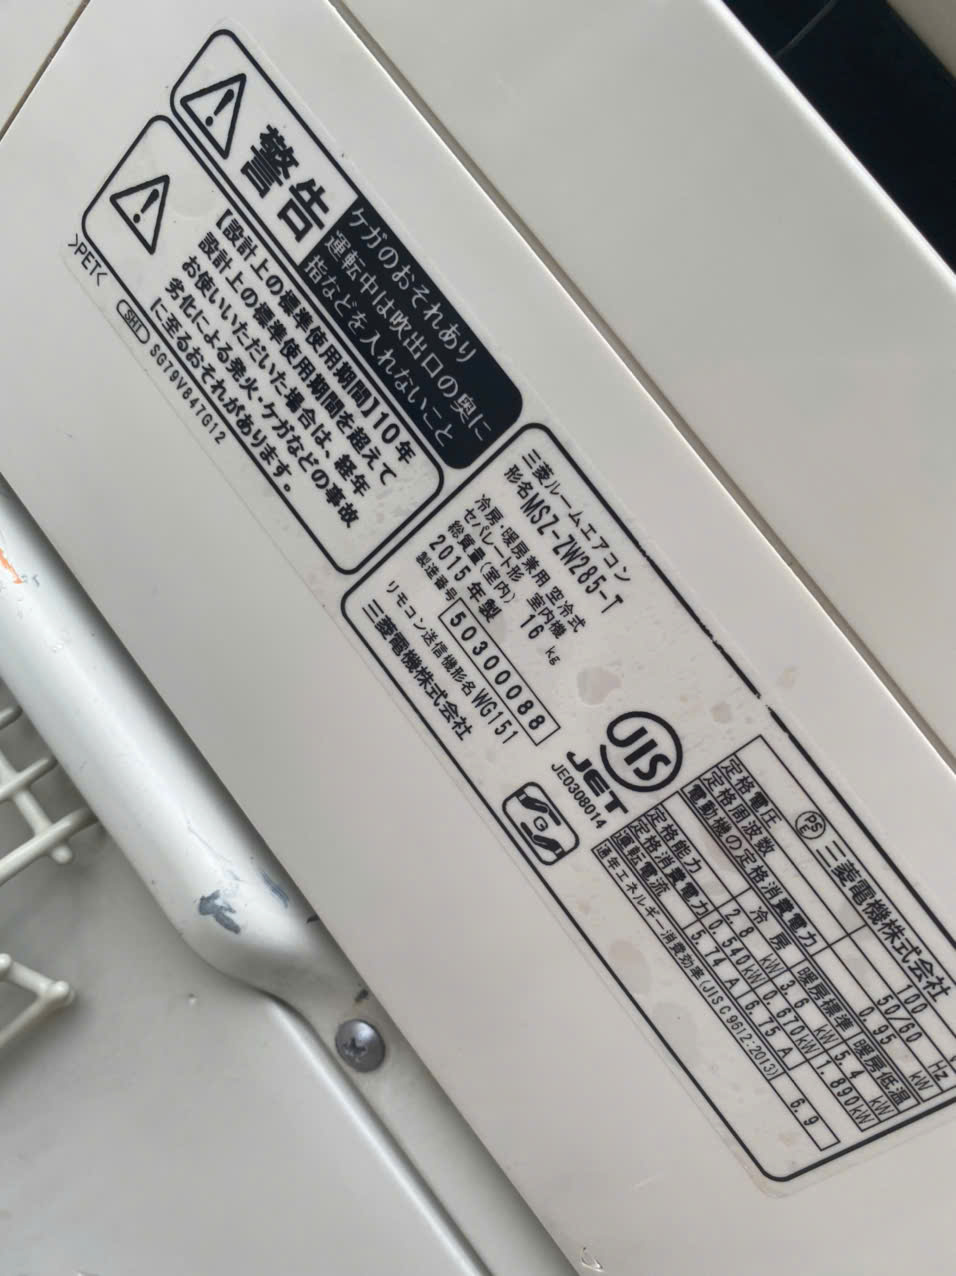 警告
ケガのおそれあり
運転中は吹出口の奥に
指などを入れないこと
【設計上の標準使用期間】10年
設計上の標準使用期間を超えて
お使いいただいた場合は、経年
劣化による発火・ケガなどの事故
に至るおそれがあります。
>PET<
SHI SGT9V847G12
三菱ルームエアコン
形名 MSZ-ZW285-T
冷房・暖房兼用 空冷式
セパレート形 室内機
総質量(室内) 16 kg
2015年製
製造番号 50300088
リモコン送信機形名 WG151
三菱電機株式会社
JIS
JET
JE0308014
G
PSE 三菱電機株式会社
定格電圧 100
定格周波数 50/60 Hz
電動機の定格消費電力 0.95 kW
冷房 暖房標準 暖房低温
定格能力 2.8 kW 3.6 kW 5.4 kW
定格消費電力 0.540kW 0.670kW 1.890kW
運転電流 5.74 A 6.75 A
通年エネルギー消費効率(JIS C 9612:2013) 6.9